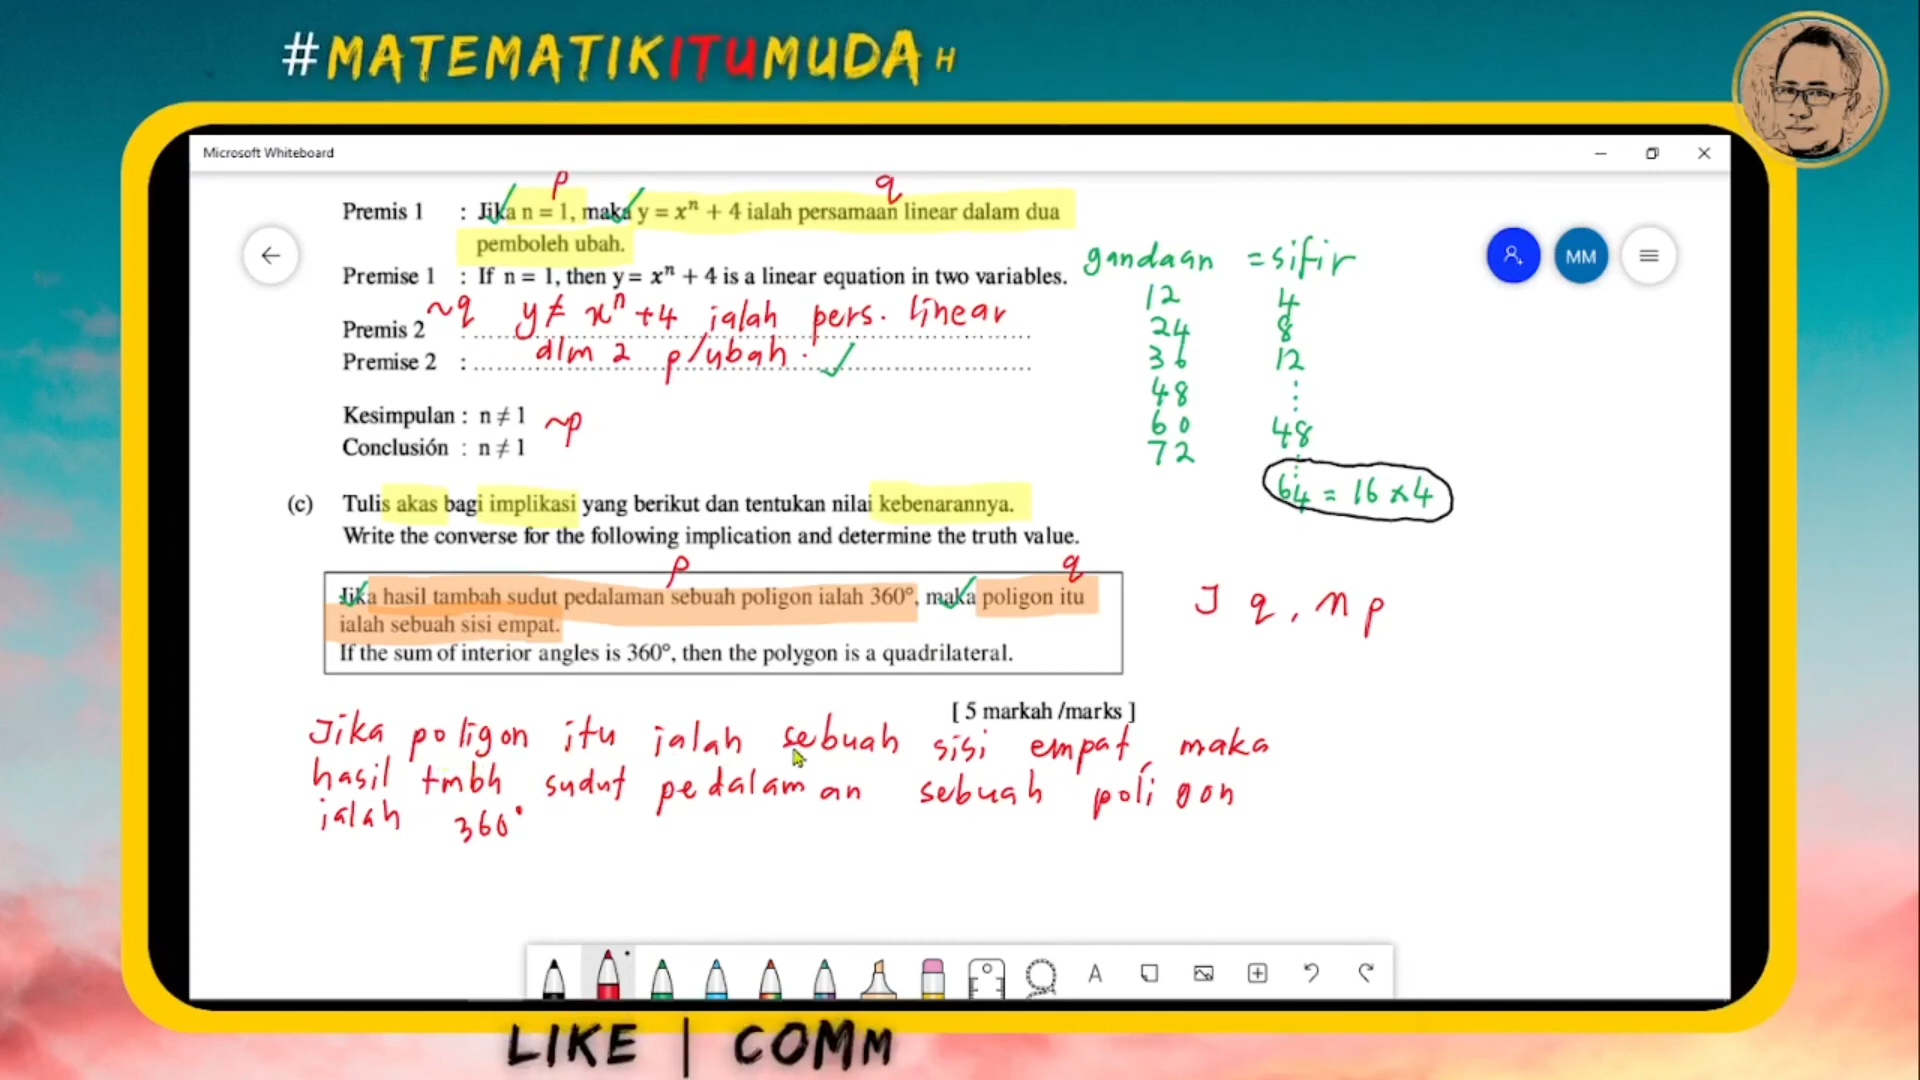 #MATEMATIKITUMUDAH
Microsoft Whiteboard
p
q
Premis 1 : Jika n = 1, maka y = xⁿ + 4 ialah persamaan linear dalam dua
pemboleh ubah.
Premise 1 : If n = 1, then y = xⁿ + 4 is a linear equation in two variables.
~q y ≠ xⁿ + 4 ialah pers. linear
Premis 2
dlm 2 p/ubah.
Premise 2 :
Kesimpulan : n ≠ 1
~p
Conclusión : n ≠ 1
gandaan = sifir
12 4
24 8
36 12
48 ⋮
60 48
72 ⋮
64 = 16 × 4
MM
(c) Tulis akas bagi implikasi yang berikut dan tentukan nilai kebenarannya.
Write the converse for the following implication and determine the truth value.
p
q
Jika hasil tambah sudut pedalaman sebuah poligon ialah 360°, maka poligon itu
ialah sebuah sisi empat.
If the sum of interior angles is 360°, then the polygon is a quadrilateral.
J q, m p
[ 5 markah /marks ]
Jika poligon itu ialah sebuah sisi empat, maka
hasil tmbh sudut pedalaman sebuah poligon
ialah 360°
A
LIKE | COMM